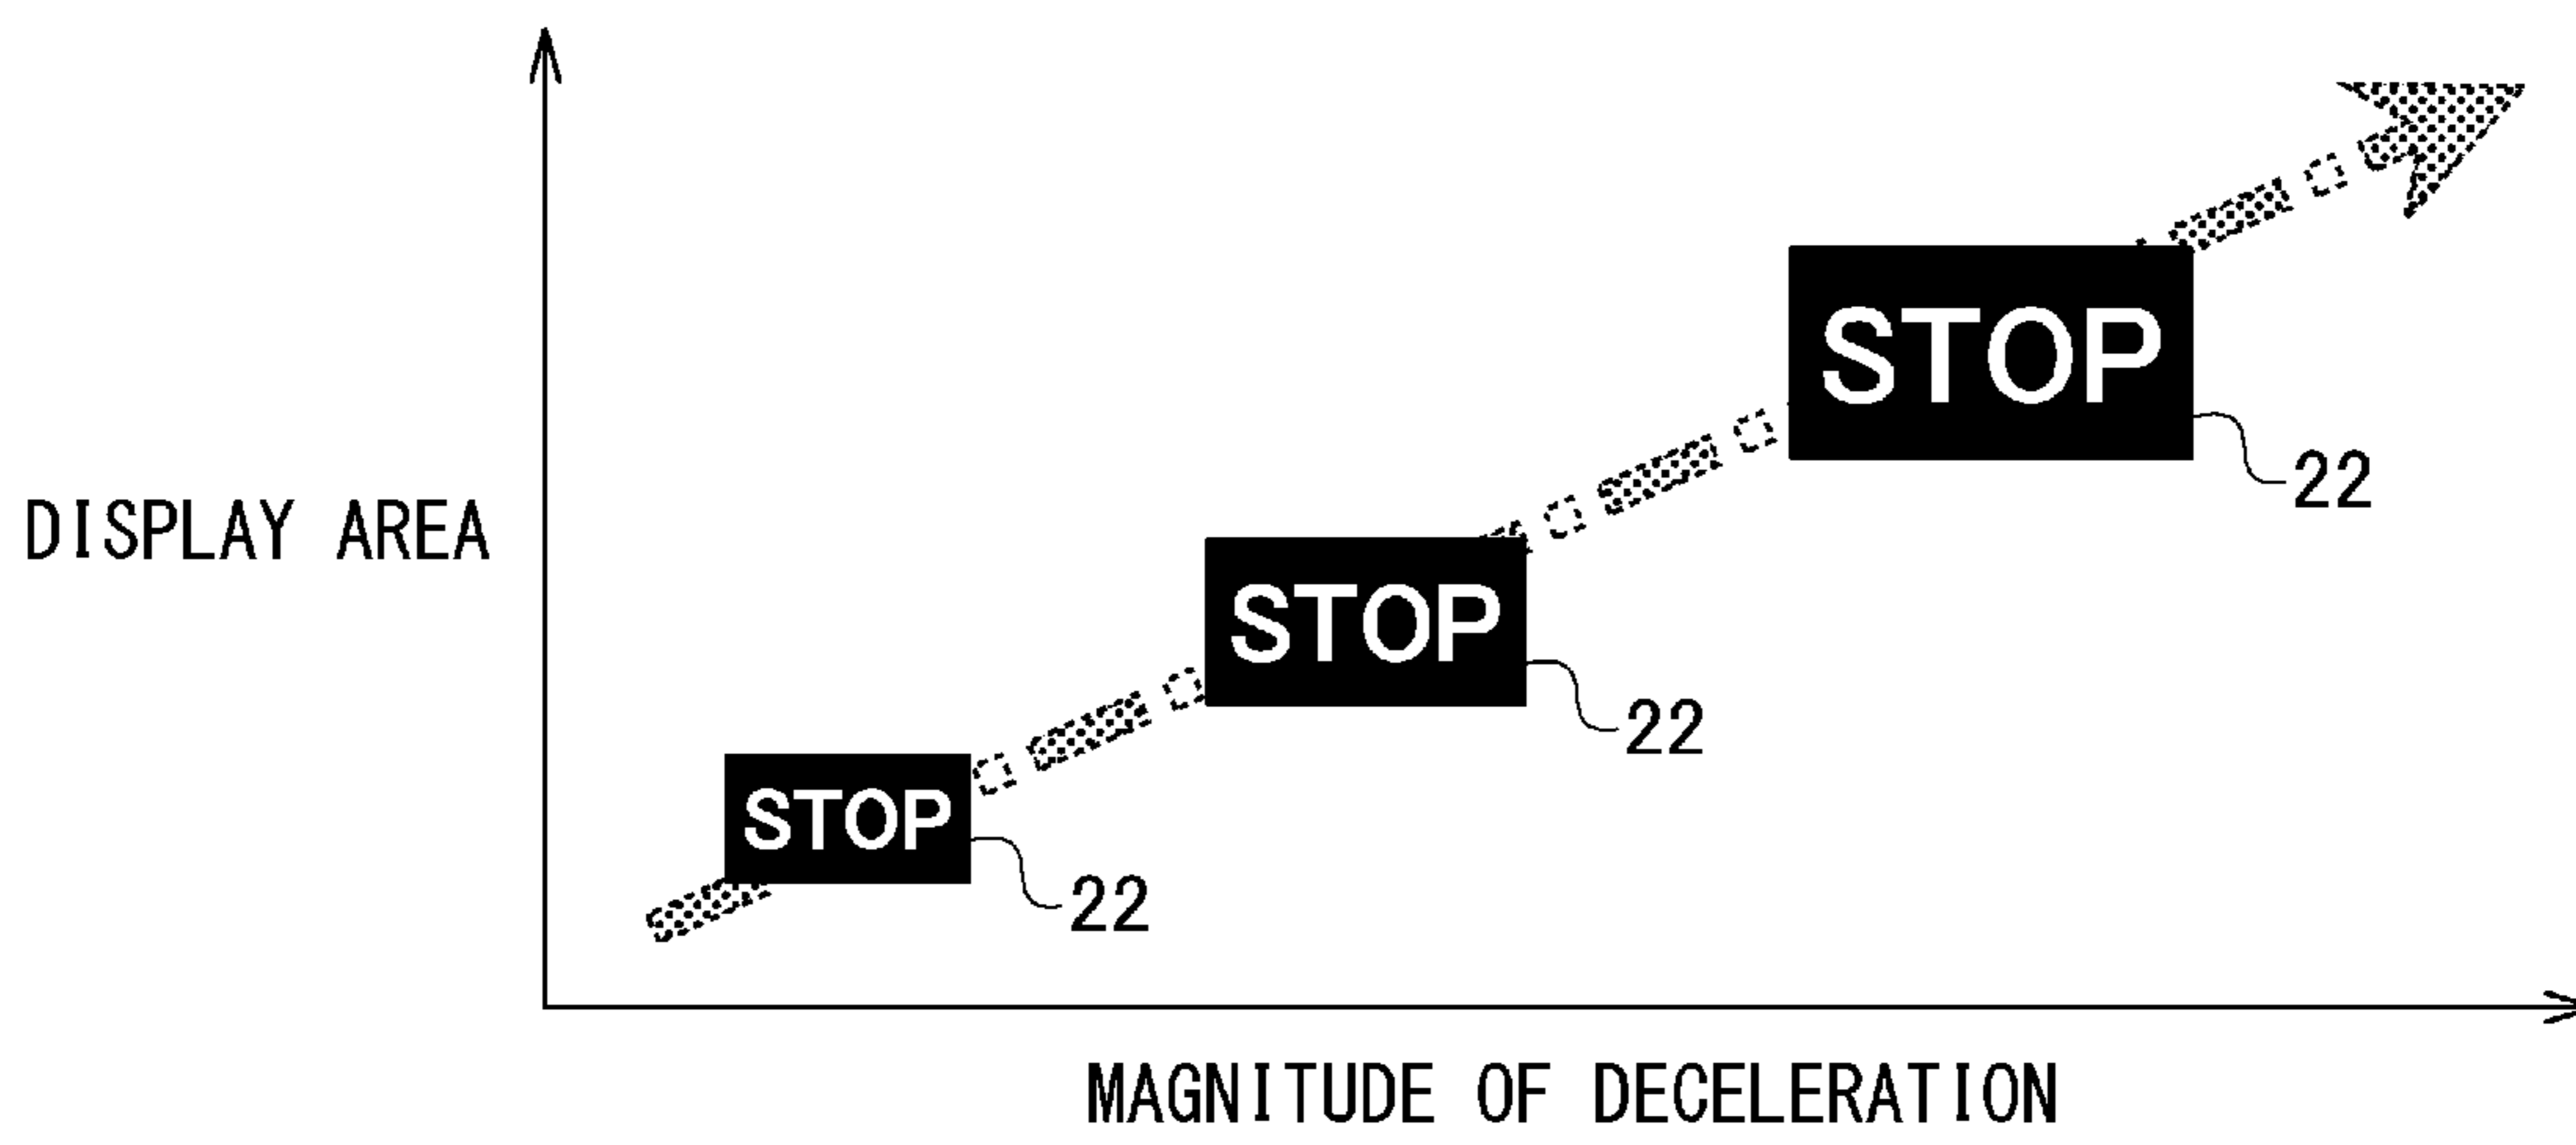 STOP
22
DISPLAY AREA
STOP
22
STOP
22
MAGNITUDE OF DECELERATION